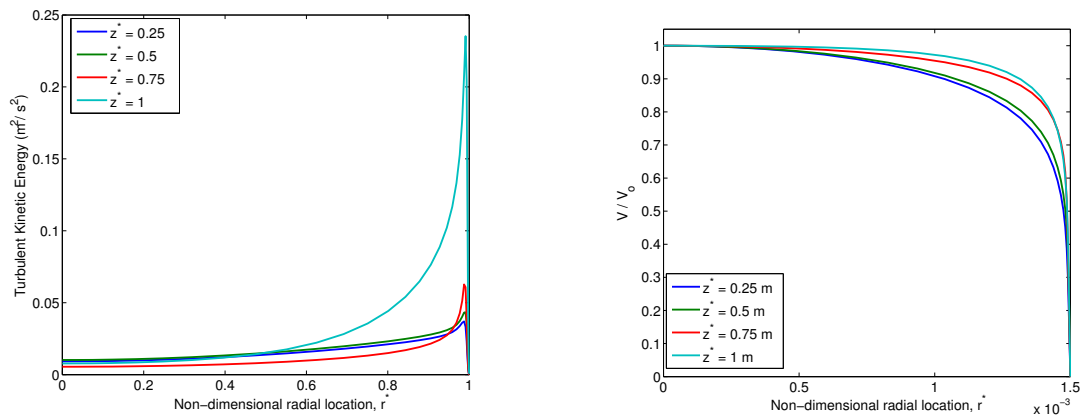 0.25
0.2
0.15
0.1
0.05
0
Turbulent Kinetic Energy (m²/ s²)
z* = 0.25
z* = 0.5
z* = 0.75
z* = 1
0 0.2 0.4 0.6 0.8 1
Non-dimensional radial location, r*
1
0.9
0.8
0.7
0.6
0.5
0.4
0.3
0.2
0.1
0
V / Vₒ
z* = 0.25 m
z* = 0.5 m
z* = 0.75 m
z* = 1 m
0 0.5 1 1.5
x 10⁻³
Non-dimensional radial location, r*